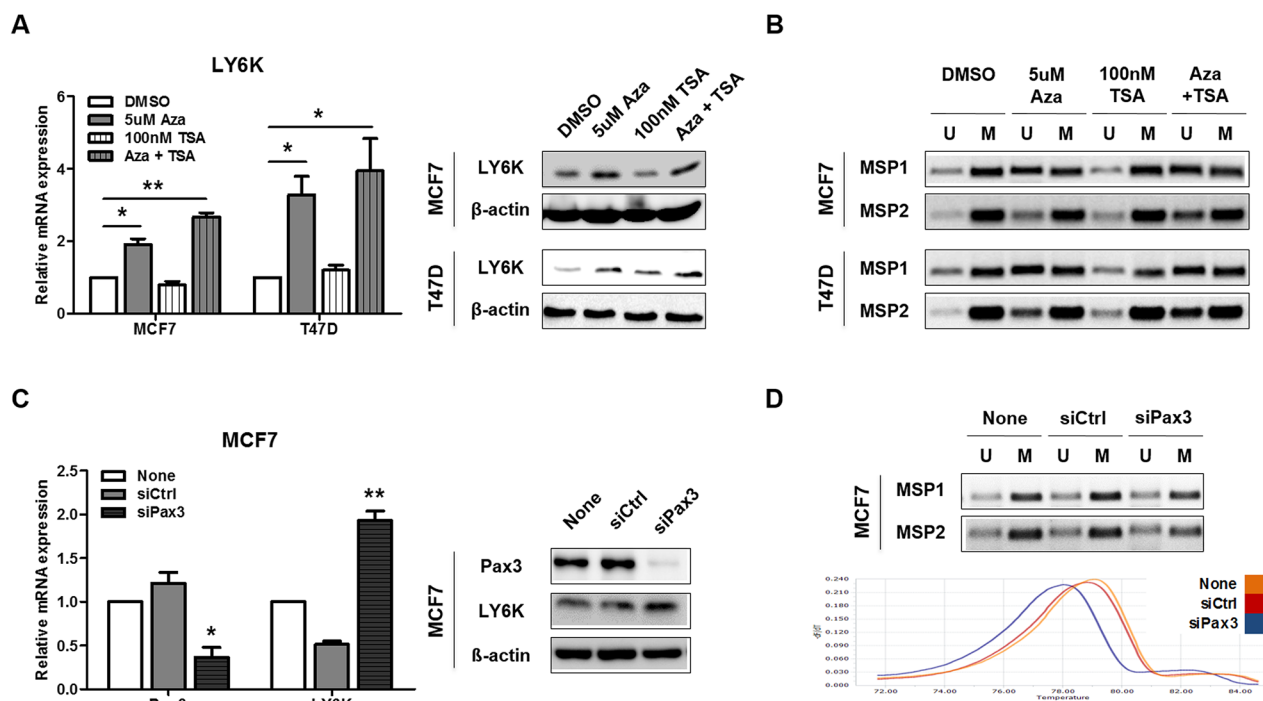 A
LY6K
Relative mRNA expression
6
4
2
0
DMSO
5uM Aza
100nM TSA
Aza + TSA
*
**
*
*
MCF7
T47D
DMSO
5uM Aza
100nM TSA
Aza + TSA
MCF7
LY6K
β-actin
T47D
LY6K
β-actin
B
DMSO
5uM
Aza
100nM
TSA
Aza
+TSA
U M U M U M U M
MCF7
MSP1
MSP2
T47D
MSP1
MSP2
C
MCF7
Relative mRNA expression
2.5
2.0
1.5
1.0
0.5
0.0
None
siCtrl
siPax3
*
**
None
siCtrl
siPax3
MCF7
Pax3
LY6K
ß-actin
D
None siCtrl siPax3
U M U M U M
MCF7
MSP1
MSP2
0.240
0.210
0.180
0.150
0.120
0.090
0.060
0.030
0.000
72.00 74.00 76.00 78.00 80.00 82.00 84.00
Temperature
None
siCtrl
siPax3